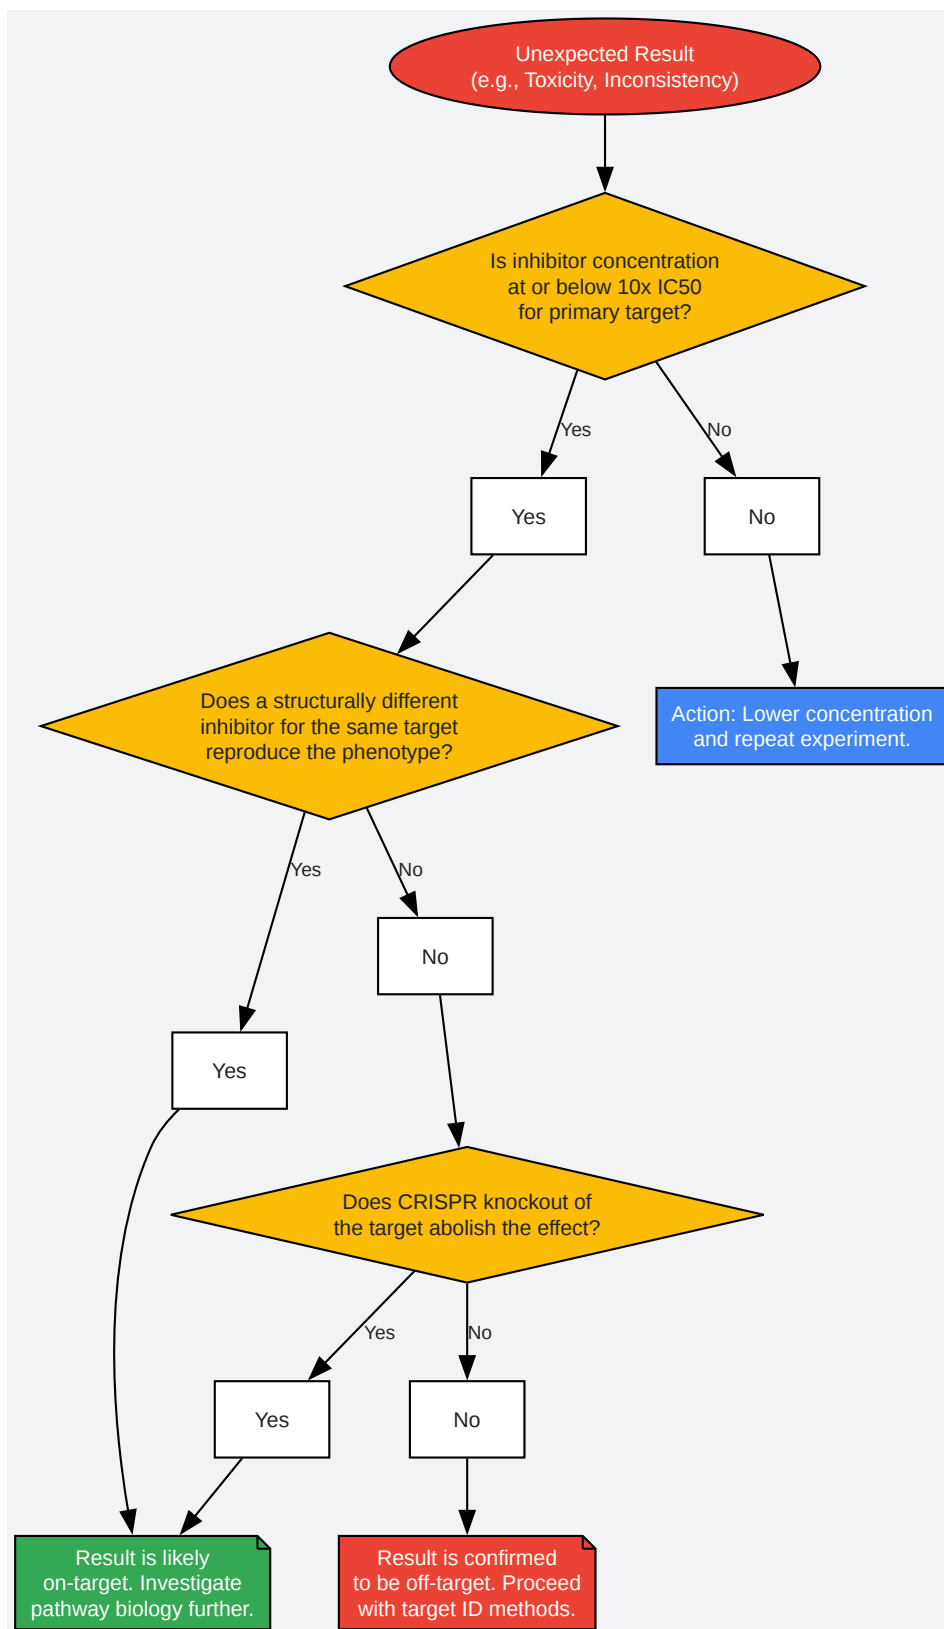 Unexpected Result
(e.g., Toxicity, Inconsistency)
Is inhibitor concentration
at or below 10x IC50
for primary target?
Yes
No
Yes
No
Does a structurally different
inhibitor for the same target
reproduce the phenotype?
Action: Lower concentration
and repeat experiment.
Yes
No
No
Yes
Does CRISPR knockout of
the target abolish the effect?
Yes
No
Yes
No
Result is likely
on-target. Investigate
pathway biology further.
Result is confirmed
to be off-target. Proceed
with target ID methods.